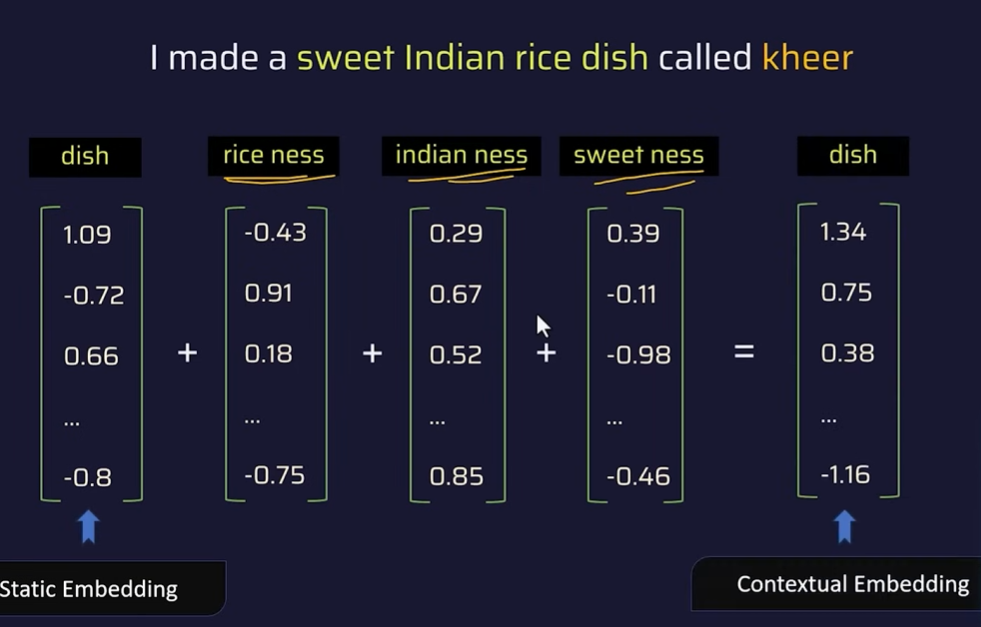 I made a sweet Indian rice dish called kheer
dish rice ness indian ness sweet ness dish
1.09 -0.43 0.29 0.39 1.34
-0.72 0.91 0.67 -0.11 0.75
0.66 + 0.18 + 0.52 + -0.98 = 0.38
... ... ... ... ...
-0.8 -0.75 0.85 -0.46 -1.16
Static Embedding Contextual Embedding